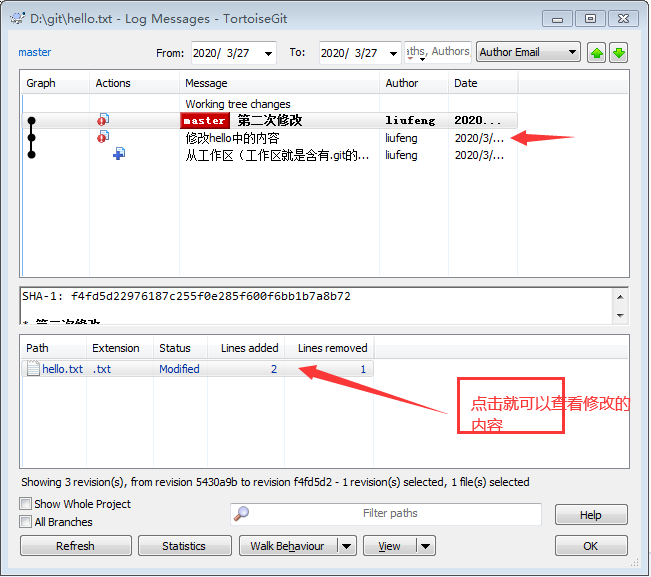 D:\git\hello.txt - Log Messages - TortoiseGit
master From: 2020/ 3/27 To: 2020/ 3/27 aths, Authors Author Email
Graph Actions Message Author Date
Working tree changes
master 第二次修改 liufeng 2020...
修改hello中的内容 liufeng 2020/3/...
从工作区（工作区就是含有.git的... liufeng 2020/3/...
SHA-1: f4fd5d22976187c255f0e285f600f6bb1b7a8b72
* 第二次修改
Path Extension Status Lines added Lines removed
hello.txt .txt Modified 2 1
点击就可以查看修改的
内容
Showing 3 revision(s), from revision 5430a9b to revision f4fd5d2 - 1 revision(s) selected, 1 file(s) selected
Show Whole Project
All Branches
Filter paths
Help
Refresh Statistics Walk Behaviour View OK